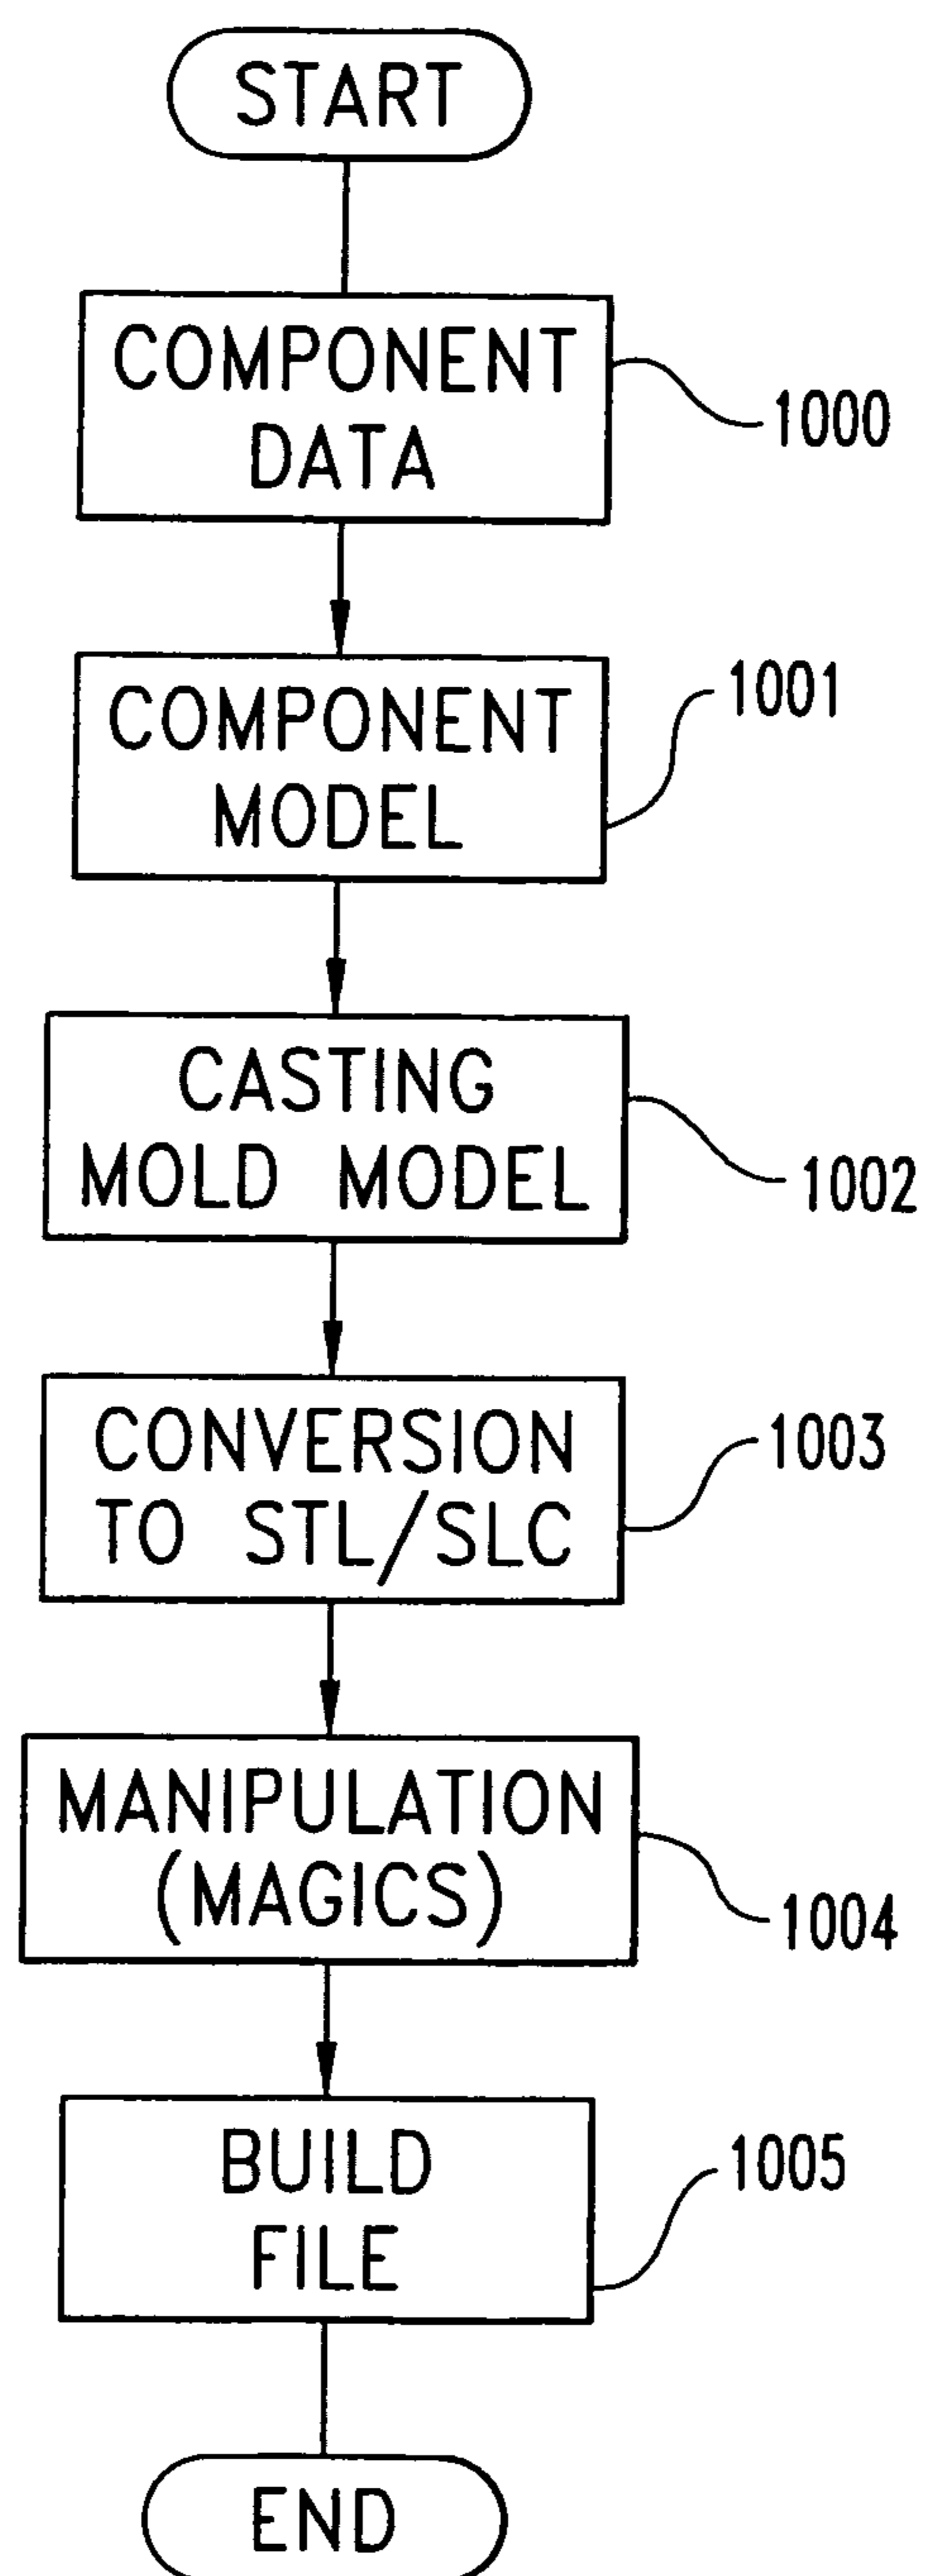 START
COMPONENT
DATA
1000
COMPONENT
MODEL
1001
CASTING
MOLD MODEL
1002
CONVERSION
TO STL/SLC
1003
MANIPULATION
(MAGICS)
1004
BUILD
FILE
1005
END